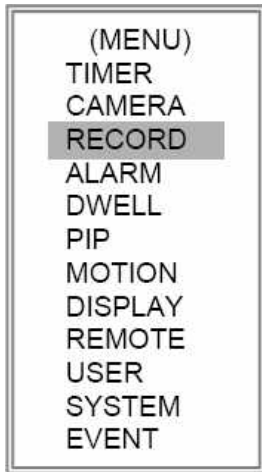 (MENU)
TIMER
CAMERA
RECORD
ALARM
DWELL
PIP
MOTION
DISPLAY
REMOTE
USER
SYSTEM
EVENT